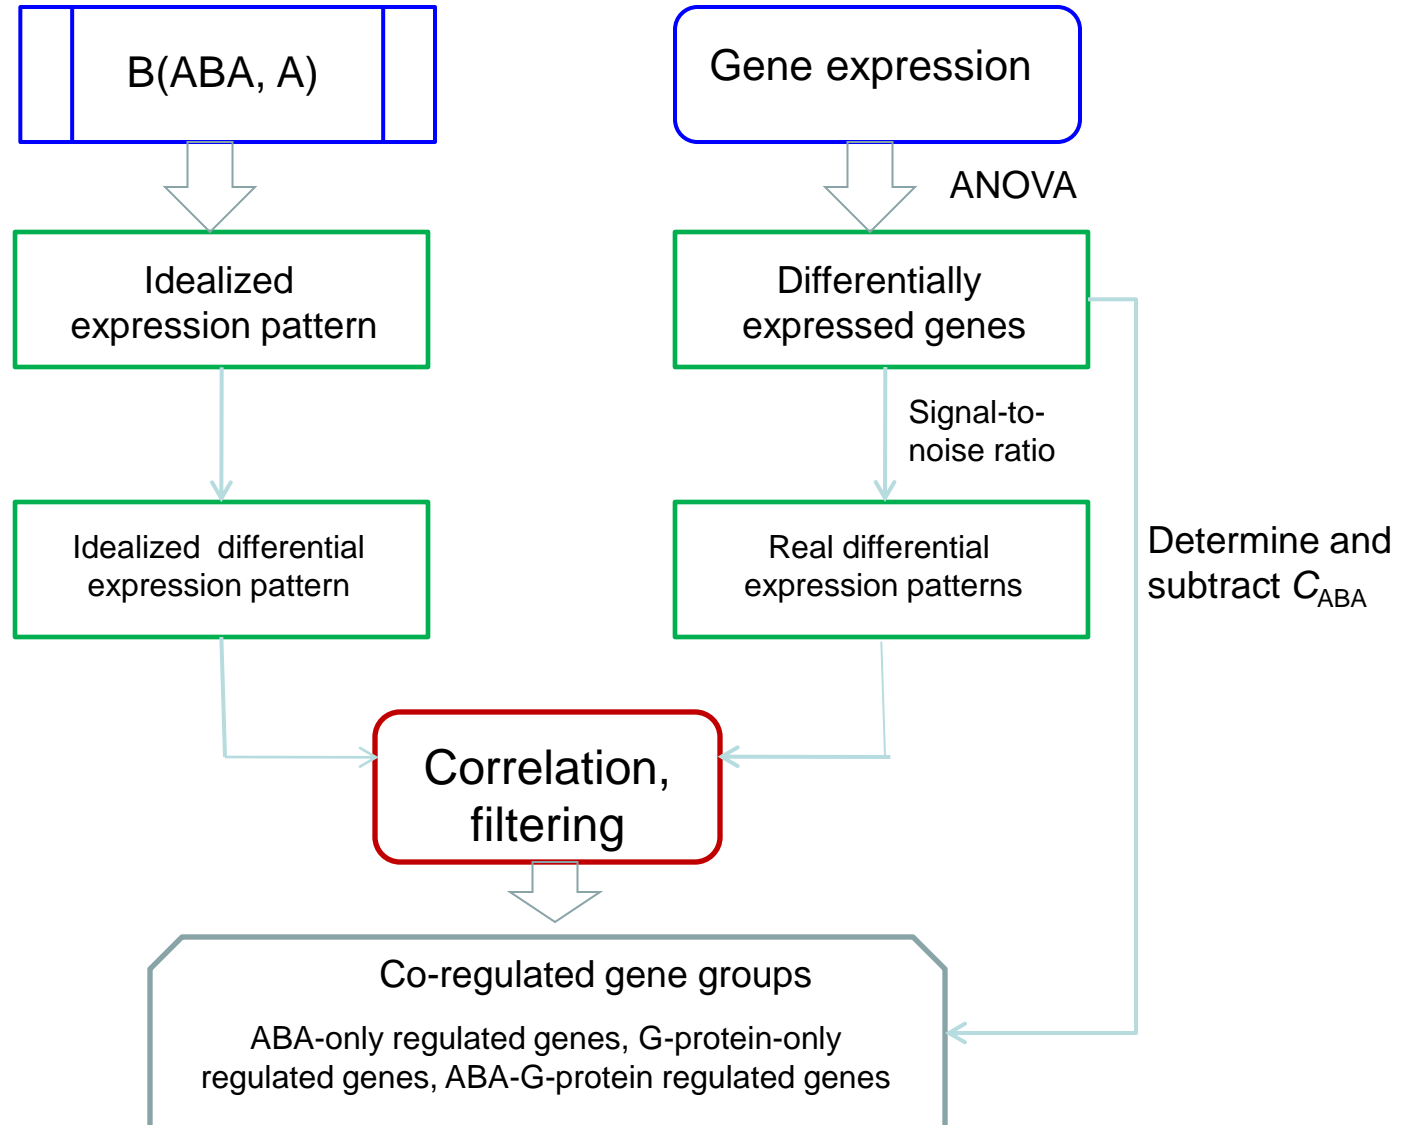 B(ABA, A)
Gene expression
ANOVA
Idealized
expression pattern
Differentially
expressed genes
Signal-to-
noise ratio
Idealized differential
expression pattern
Real differential
expression patterns
Determine and
subtract C_ABA
Correlation,
filtering
Co-regulated gene groups
ABA-only regulated genes, G-protein-only
regulated genes, ABA-G-protein regulated genes